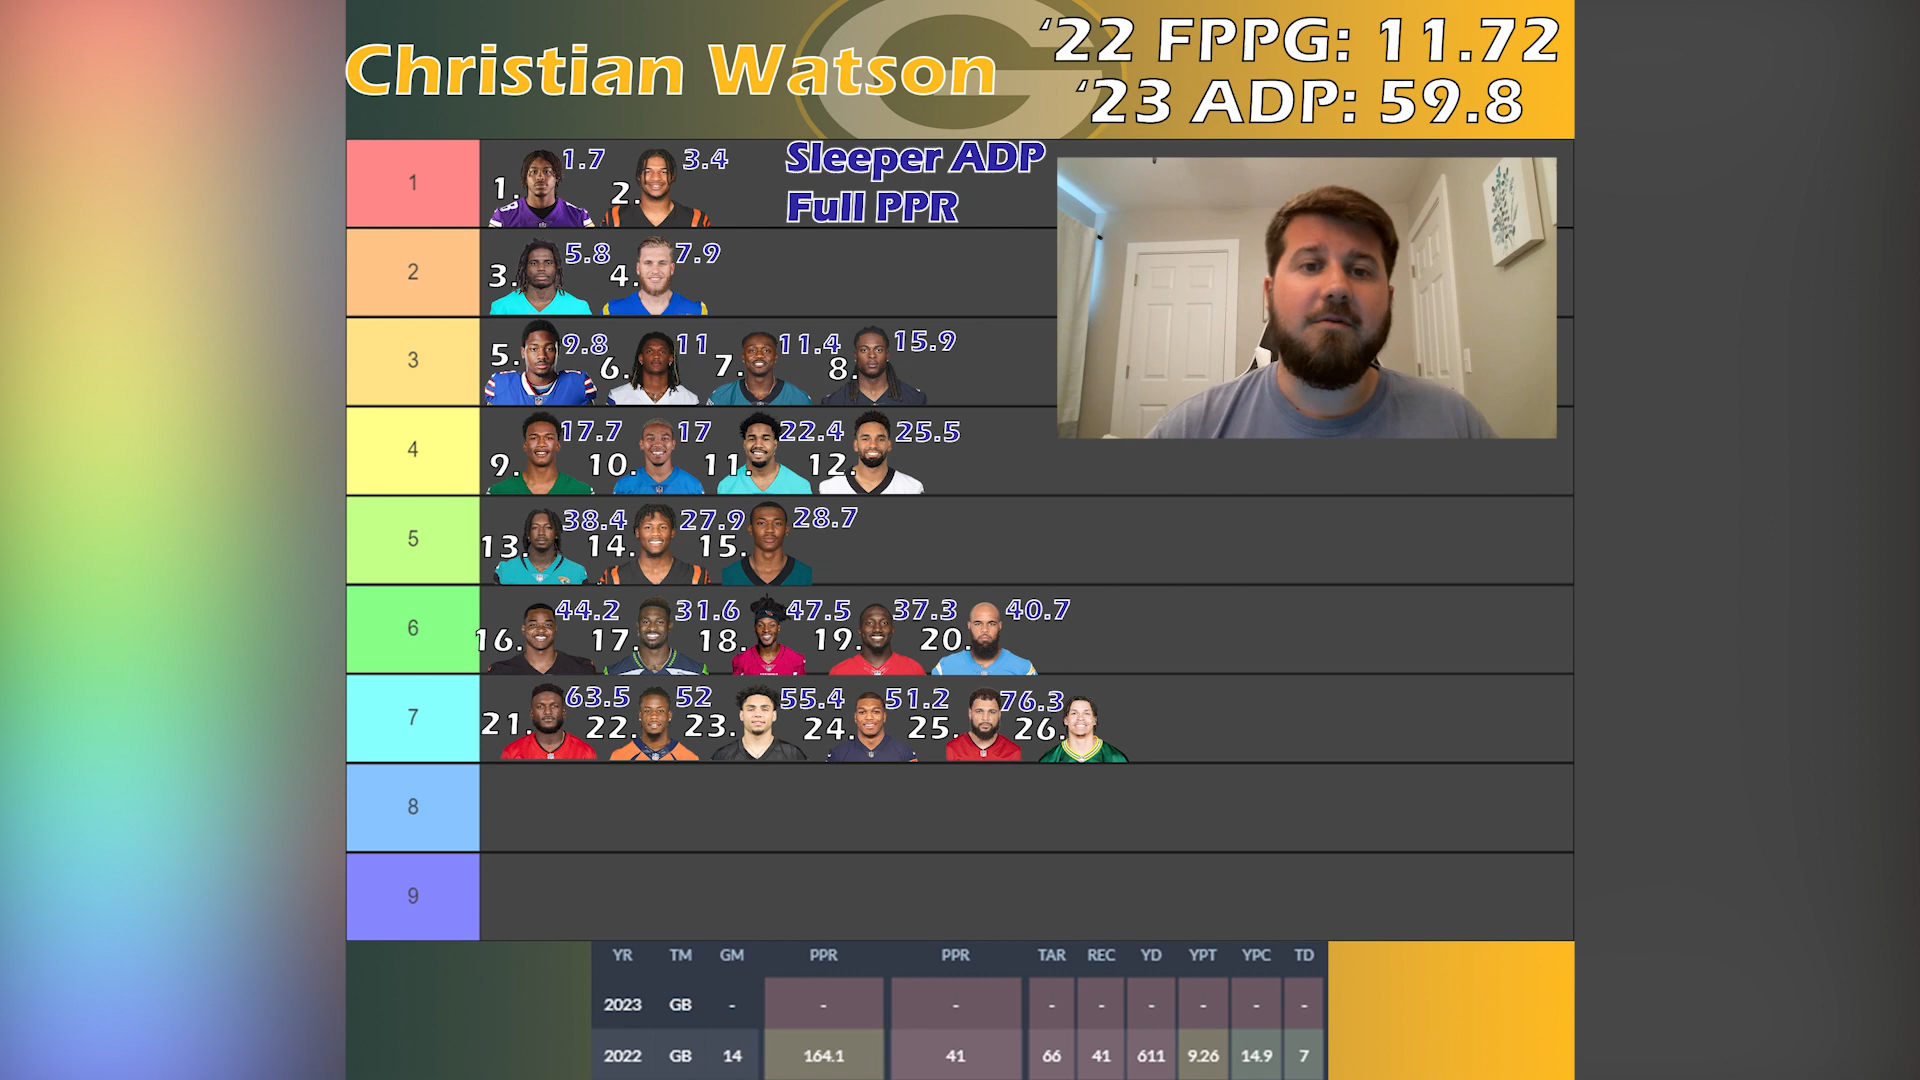 Christian Watson
‘22 FPPG: 11.72
‘23 ADP: 59.8
Sleeper ADP
Full PPR
1
1. 1.7 2. 3.4
2
3. 5.8 4. 7.9
3
5. 9.8 6. 11 7. 11.4 8. 15.9
4
9. 17.7 10. 17 11. 22.4 12. 25.5
5
13. 38.4 14. 27.9 15. 28.7
6
16. 44.2 17. 31.6 18. 47.5 19. 37.3 20. 40.7
7
21. 63.5 22. 52 23. 55.4 24. 51.2 25. 76.3 26.
8
9
YR TM GM PPR PPR TAR REC YD YPT YPC TD
2023 GB - - - - - - - - -
2022 GB 14 164.1 41 66 41 611 9.26 14.9 7